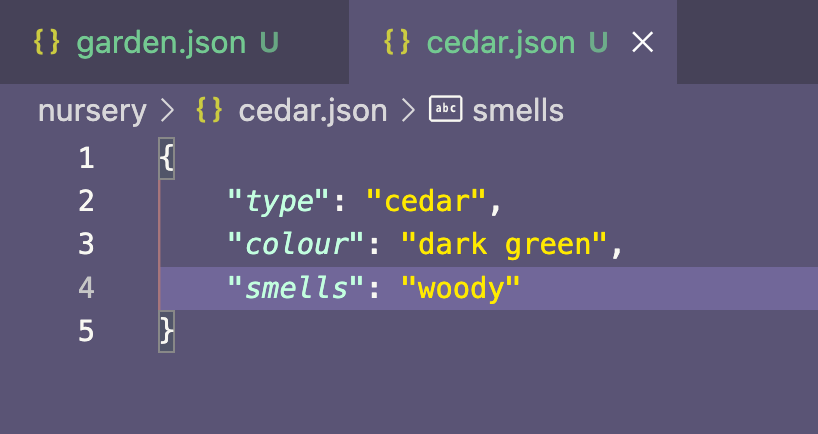 {} garden.json U {} cedar.json U ×
nursery > {} cedar.json > abc smells
1 {
2 "type": "cedar",
3 "colour": "dark green",
4 "smells": "woody"
5 }